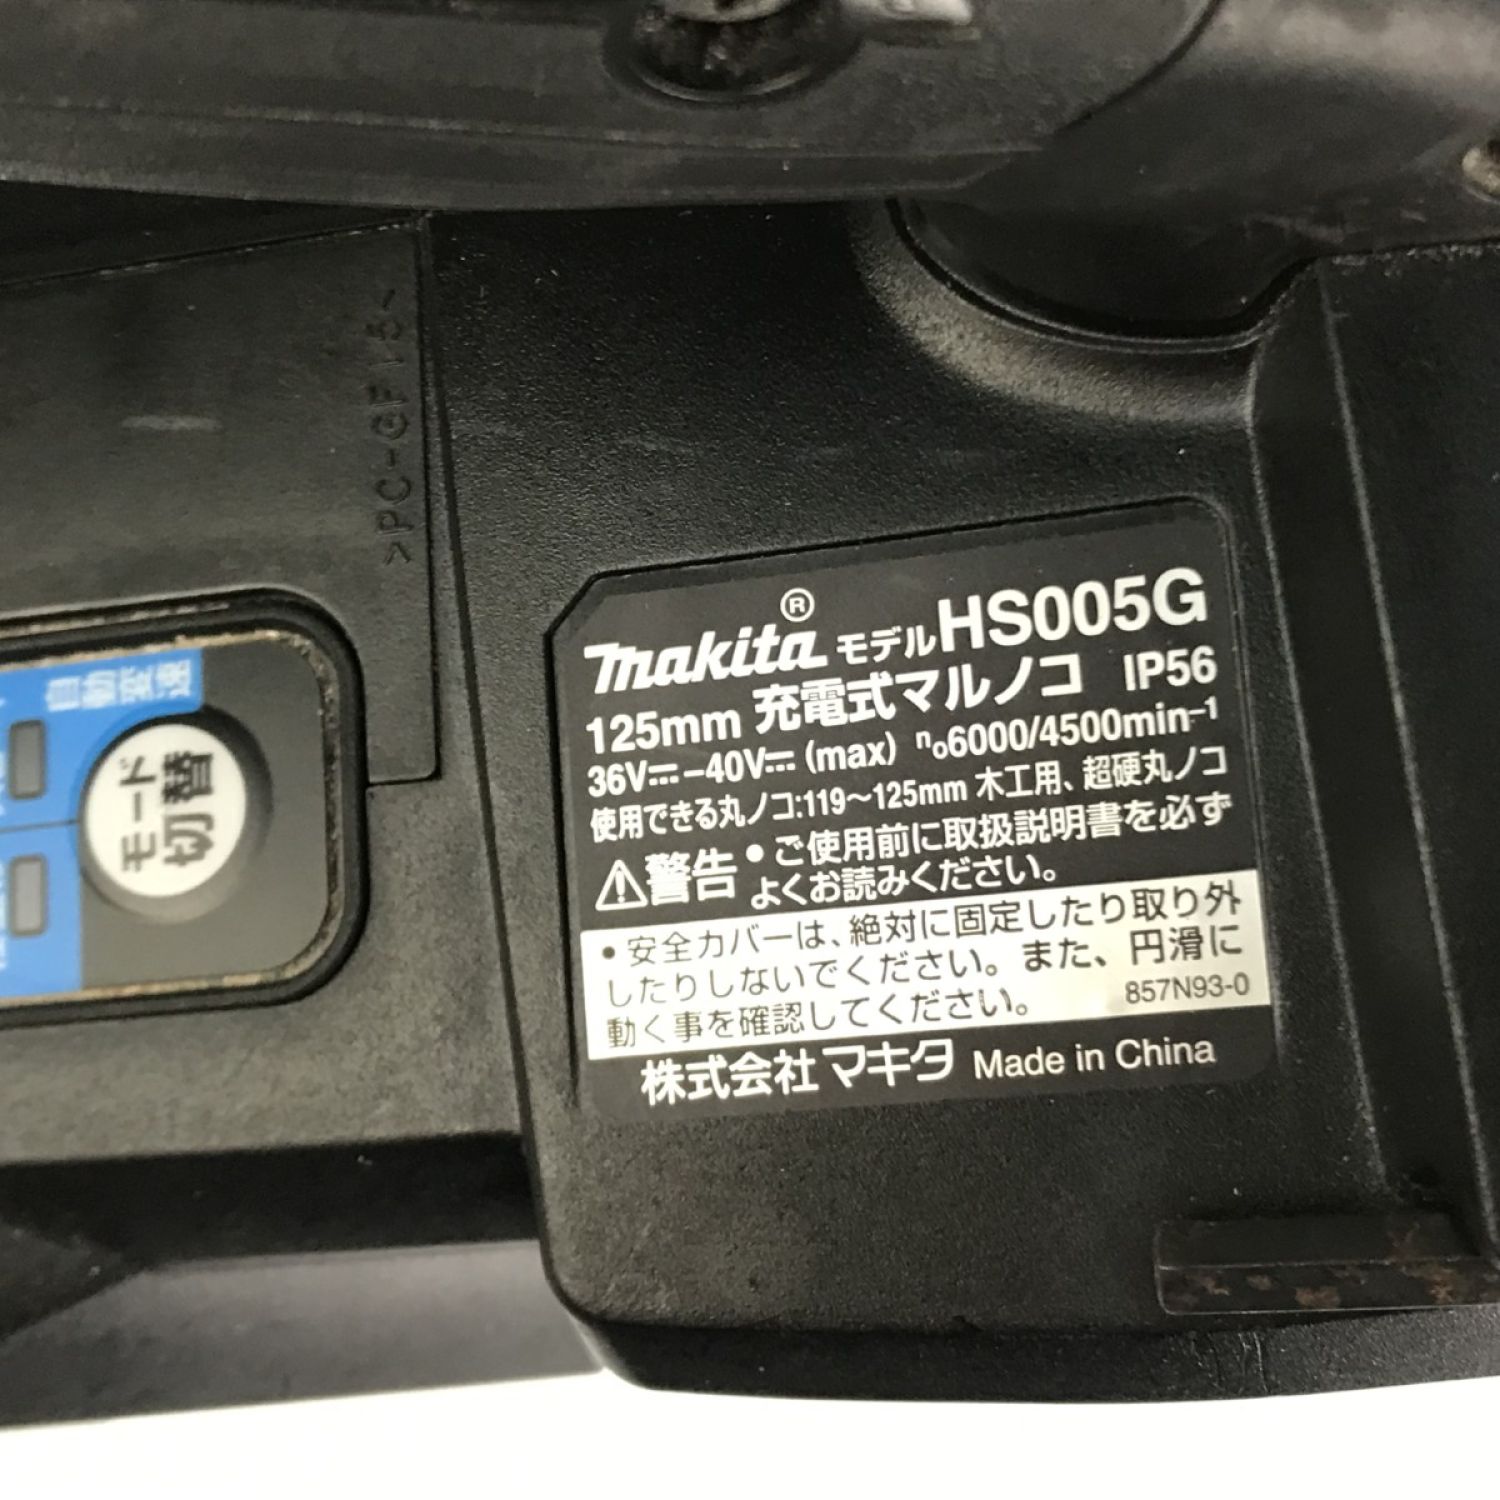 >PC-GF15<
自動変速
モード
切替
makita® モデル HS005G
125mm 充電式マルノコ IP56
36V⎓-40V⎓ (max) n₀6000/4500min⁻¹
使用できる丸ノコ:119～125mm 木工用、超硬丸ノコ
⚠警告 • ご使用前に取扱説明書を必ず
よくお読みください。
• 安全カバーは、絶対に固定したり取り外
したりしないでください。また、円滑に
動く事を確認してください。 857N93-0
株式会社マキタ Made in China